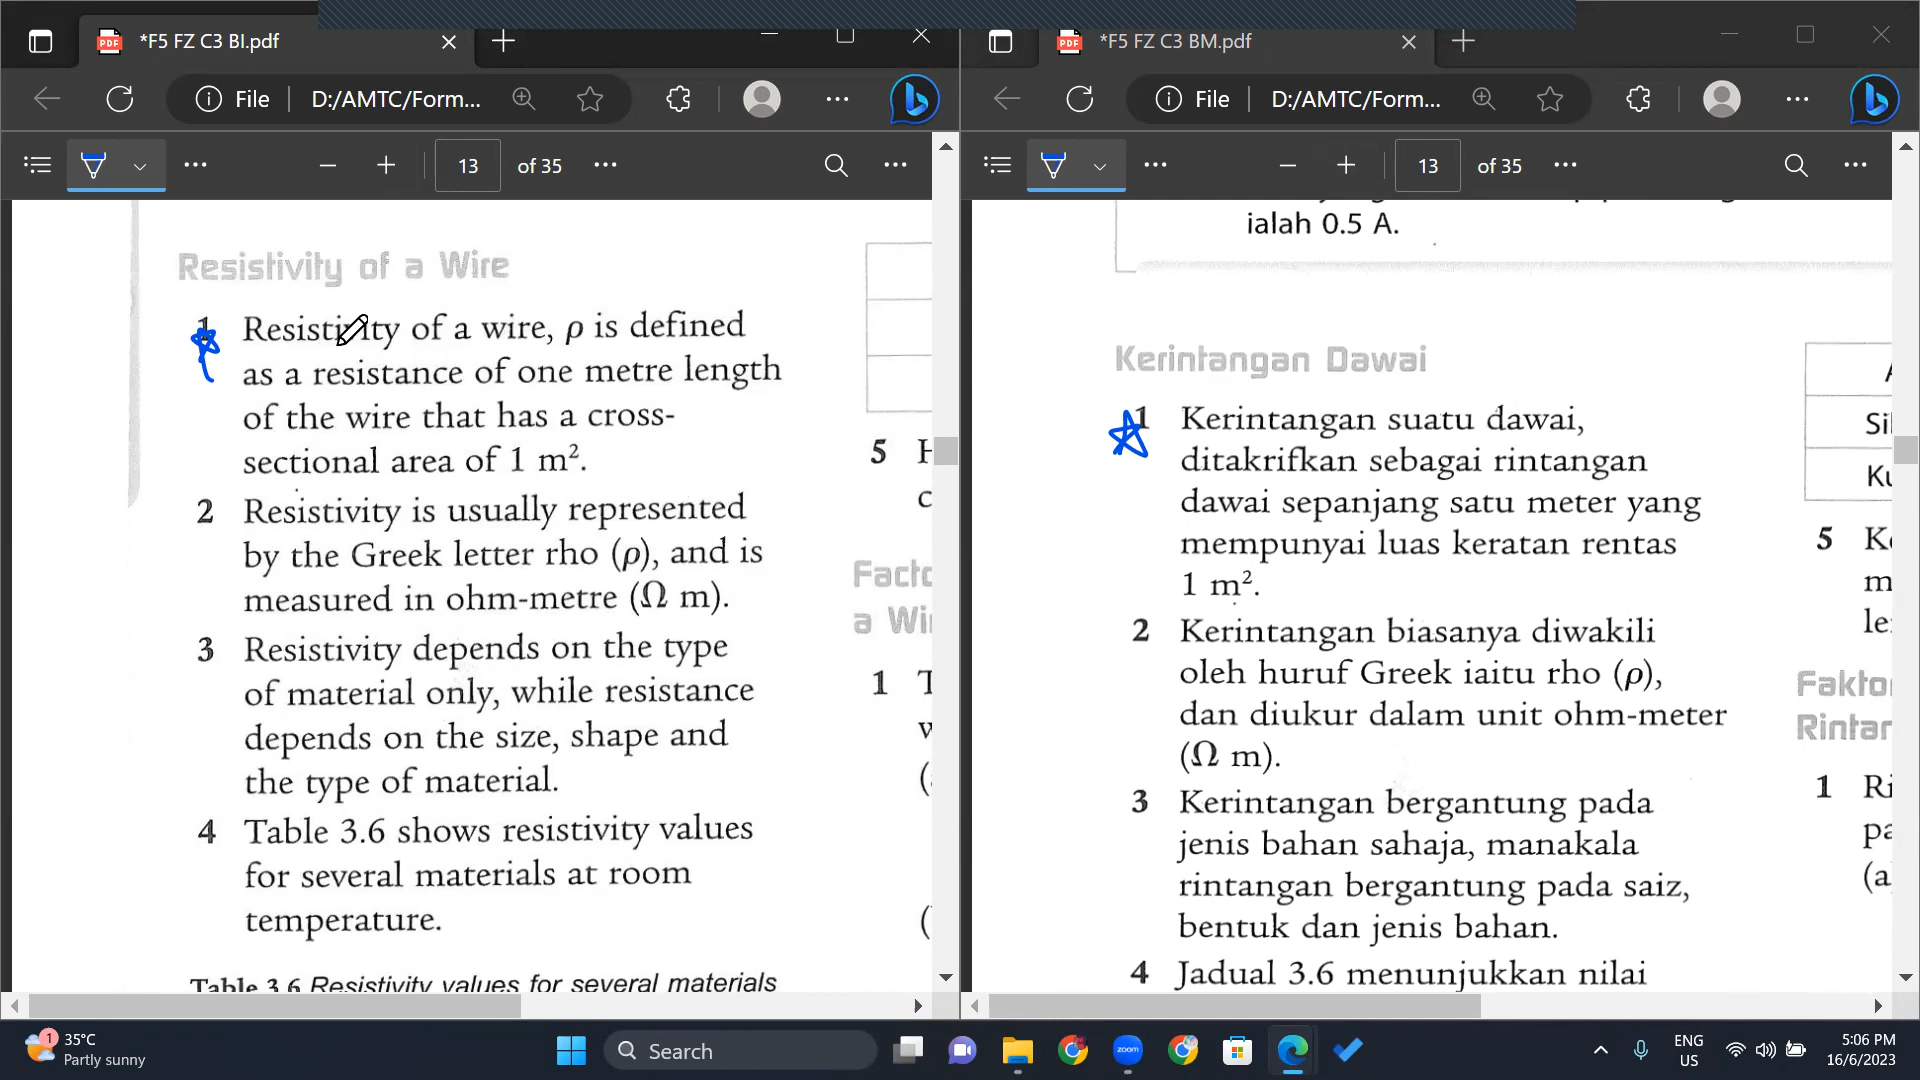 *F5 FZ C3 BI.pdf
File
D:/AMTC/Form...
13
of 35
Resistivity of a Wire
1 Resistivity of a wire, ρ is defined
as a resistance of one metre length
of the wire that has a cross-
sectional area of 1 m².
2 Resistivity is usually represented
by the Greek letter rho (ρ), and is
measured in ohm-metre (Ω m).
3 Resistivity depends on the type
of material only, while resistance
depends on the size, shape and
the type of material.
4 Table 3.6 shows resistivity values
for several materials at room
temperature.
Table 3.6 Resistivity values for several materials
5
a Wi
1
*F5 FZ C3 BM.pdf
File
D:/AMTC/Form...
13
of 35
ialah 0.5 A.
Kerintangan Dawai
1 Kerintangan suatu dawai,
ditakrifkan sebagai rintangan
dawai sepanjang satu meter yang
mempunyai luas keratan rentas
1 m².
2 Kerintangan biasanya diwakili
oleh huruf Greek iaitu rho (ρ),
dan diukur dalam unit ohm-meter
(Ω m).
3 Kerintangan bergantung pada
jenis bahan sahaja, manakala
rintangan bergantung pada saiz,
bentuk dan jenis bahan.
4 Jadual 3.6 menunjukkan nilai
5
1
(a
1
35°C
Partly sunny
Search
zoom
ENG
US
5:06 PM
16/6/2023